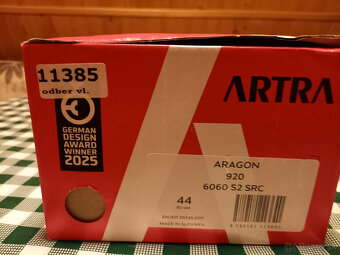 11385
odber vl.
GERMAN
DESIGN
AWARD
WINNER
2025
ARTRA
ARAGON
920
6060 S2 SRC
44
EN ISO 20345:2011
MADE IN SLOVAKIA